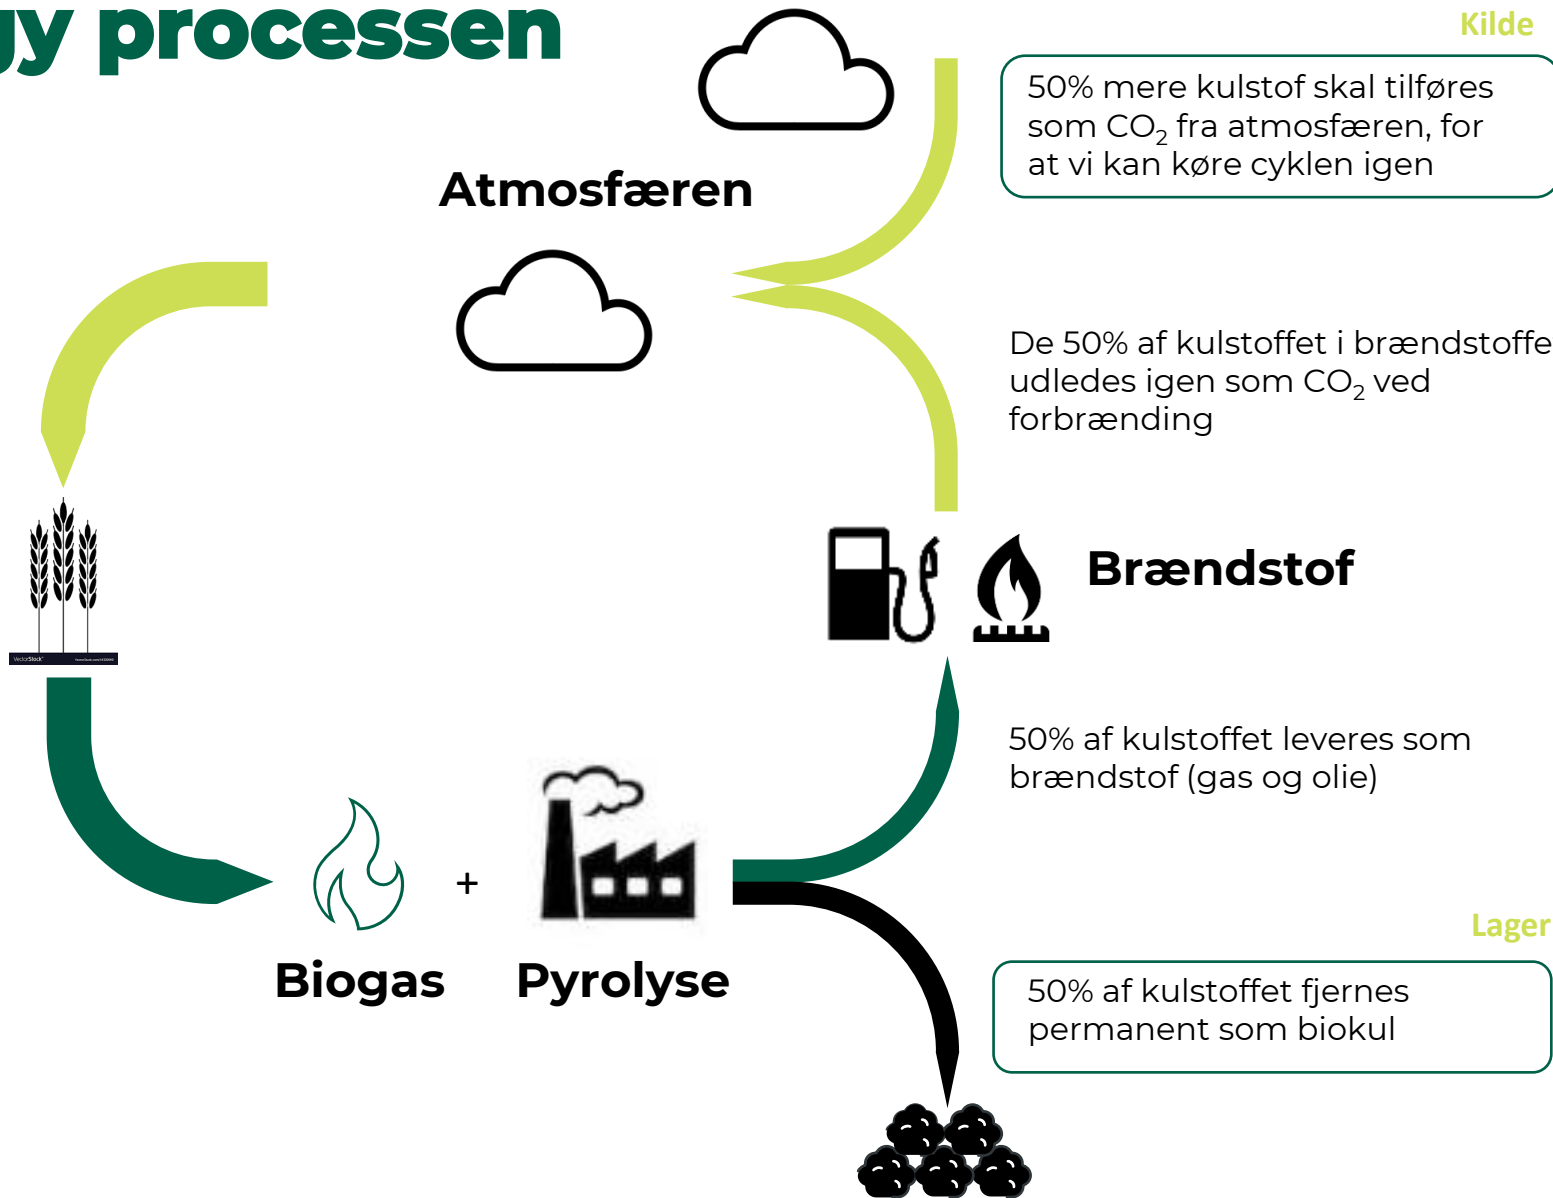 gy processen
Kilde
50% mere kulstof skal tilføres
som CO₂ fra atmosfæren, for
at vi kan køre cyklen igen
Atmosfæren
De 50% af kulstoffet i brændstoffe
udledes igen som CO₂ ved
forbrænding
Brændstof
VectorStock
50% af kulstoffet leveres som
brændstof (gas og olie)
+
Biogas
Pyrolyse
Lager
50% af kulstoffet fjernes
permanent som biokul